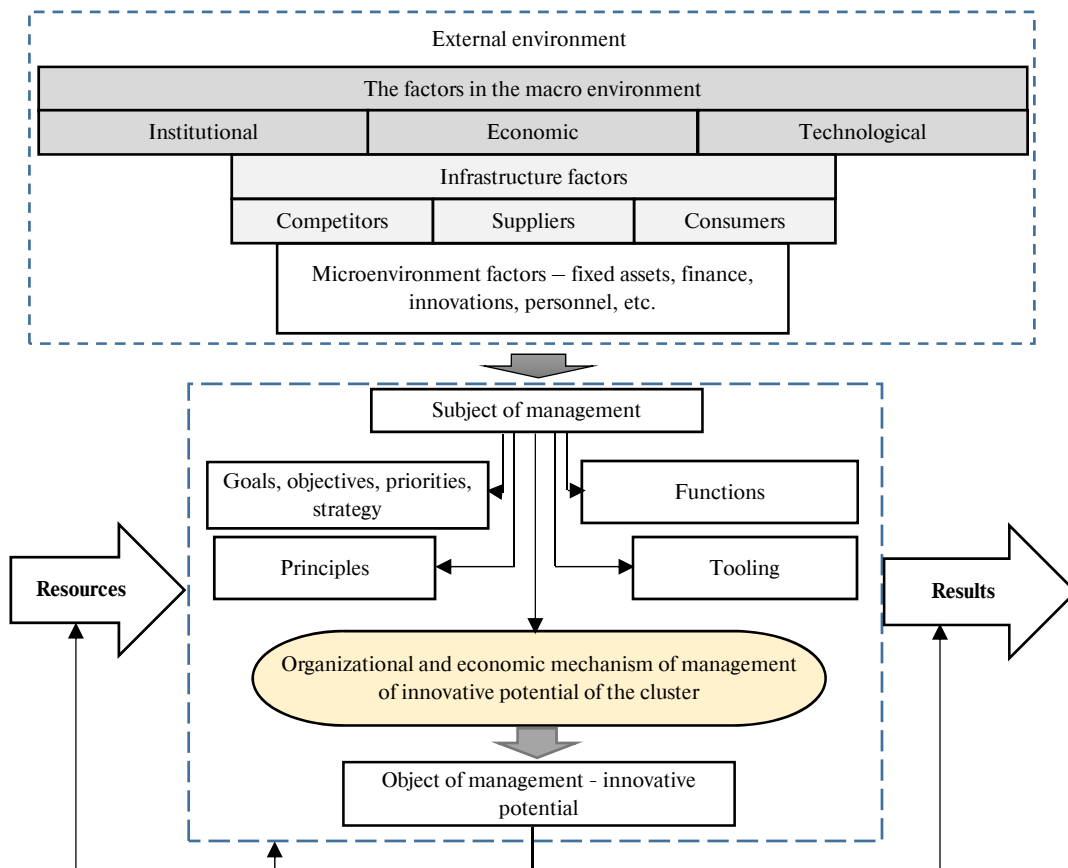 External environment
The factors in the macro environment
Institutional
Economic
Technological
Infrastructure factors
Competitors
Suppliers
Consumers
Microenvironment factors – fixed assets, finance,
innovations, personnel, etc.
Subject of management
Goals, objectives, priorities,
strategy
Functions
Principles
Tooling
Resources
Results
Organizational and economic mechanism of management
of innovative potential of the cluster
Object of management - innovative
potential